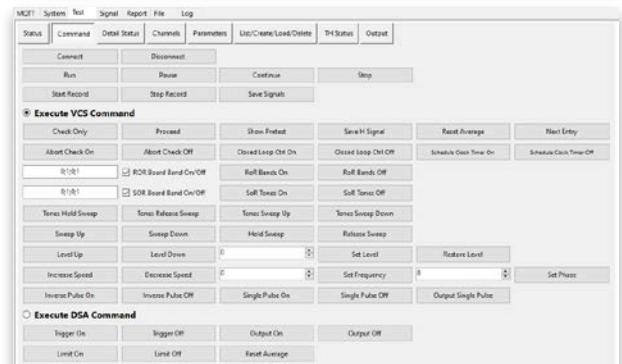 MQTT System Test Signal Report File Log
Status Command Detail Status Channels Parameters List/Create/Load/Delete TH Status Output
Connect Disconnect
Run Pause Continue Stop
Start Record Stop Record Save Signals
Execute VCS Command
Check Only Proceed Show Pretest Save H Signal Reset Average Next Entry
Abort Check On Abort Check Off Closed Loop Ctrl On Closed Loop Ctrl Off Schedule Clock Timer On Schedule Clock Timer Off
ROR Board Band On/Off RoR Bands On RoR Bands Off
SOR Board Band On/Off SoR Tones On SoR Tones Off
Tones Hold Sweep Tones Release Sweep Tones Sweep Up Tones Sweep Down
Sweep Up Sweep Down Hold Sweep Release Sweep
Level Up Level Down 0 Set Level Restore Level
Increase Speed Decrease Speed 0 Set Frequency Set Phase
Inverse Pulse On Inverse Pulse Off Single Pulse On Single Pulse Off Output Single Pulse
Execute DSA Command
Trigger On Trigger Off Output On Output Off
Limit On Limit Off Reset Average